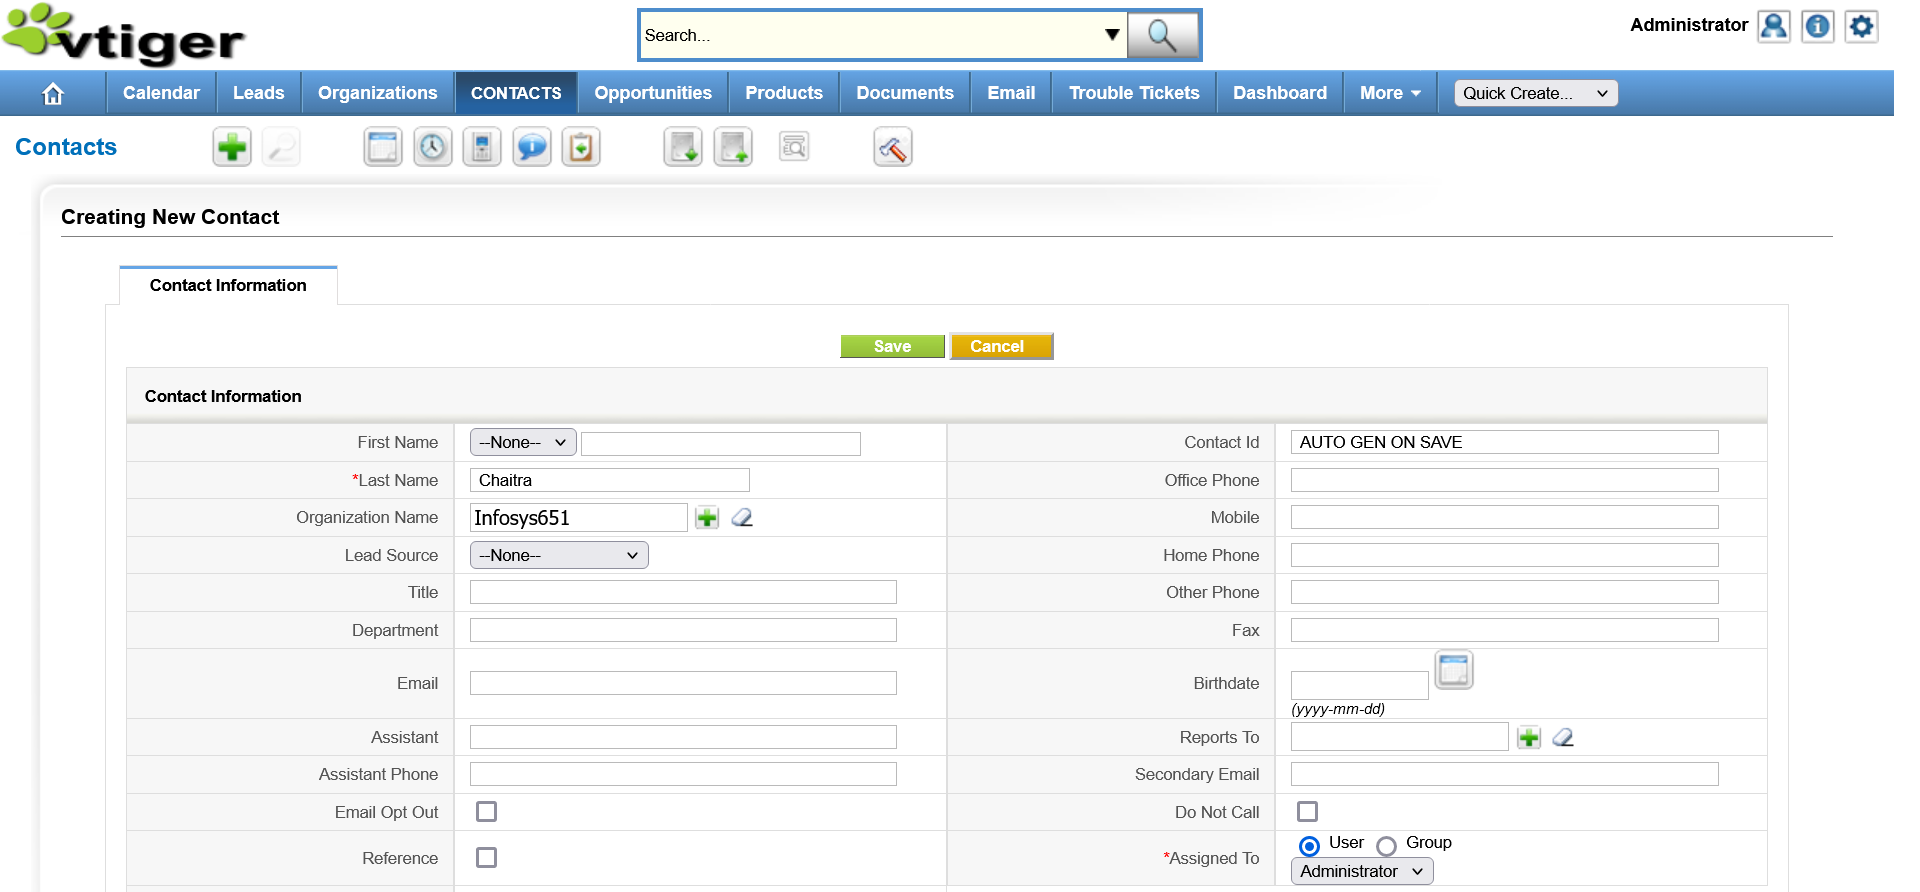 vtiger
Search...
Administrator
Calendar Leads Organizations CONTACTS Opportunities Products Documents Email Trouble Tickets Dashboard More Quick Create...
Contacts
Creating New Contact
Contact Information
Save Cancel
Contact Information
First Name --None-- Contact Id AUTO GEN ON SAVE
*Last Name Chaitra Office Phone
Organization Name Infosys651 Mobile
Lead Source --None-- Home Phone
Title Other Phone
Department Fax
Email Birthdate
(yyyy-mm-dd)
Assistant Reports To
Assistant Phone Secondary Email
Email Opt Out Do Not Call
Reference *Assigned To User Group
Administrator